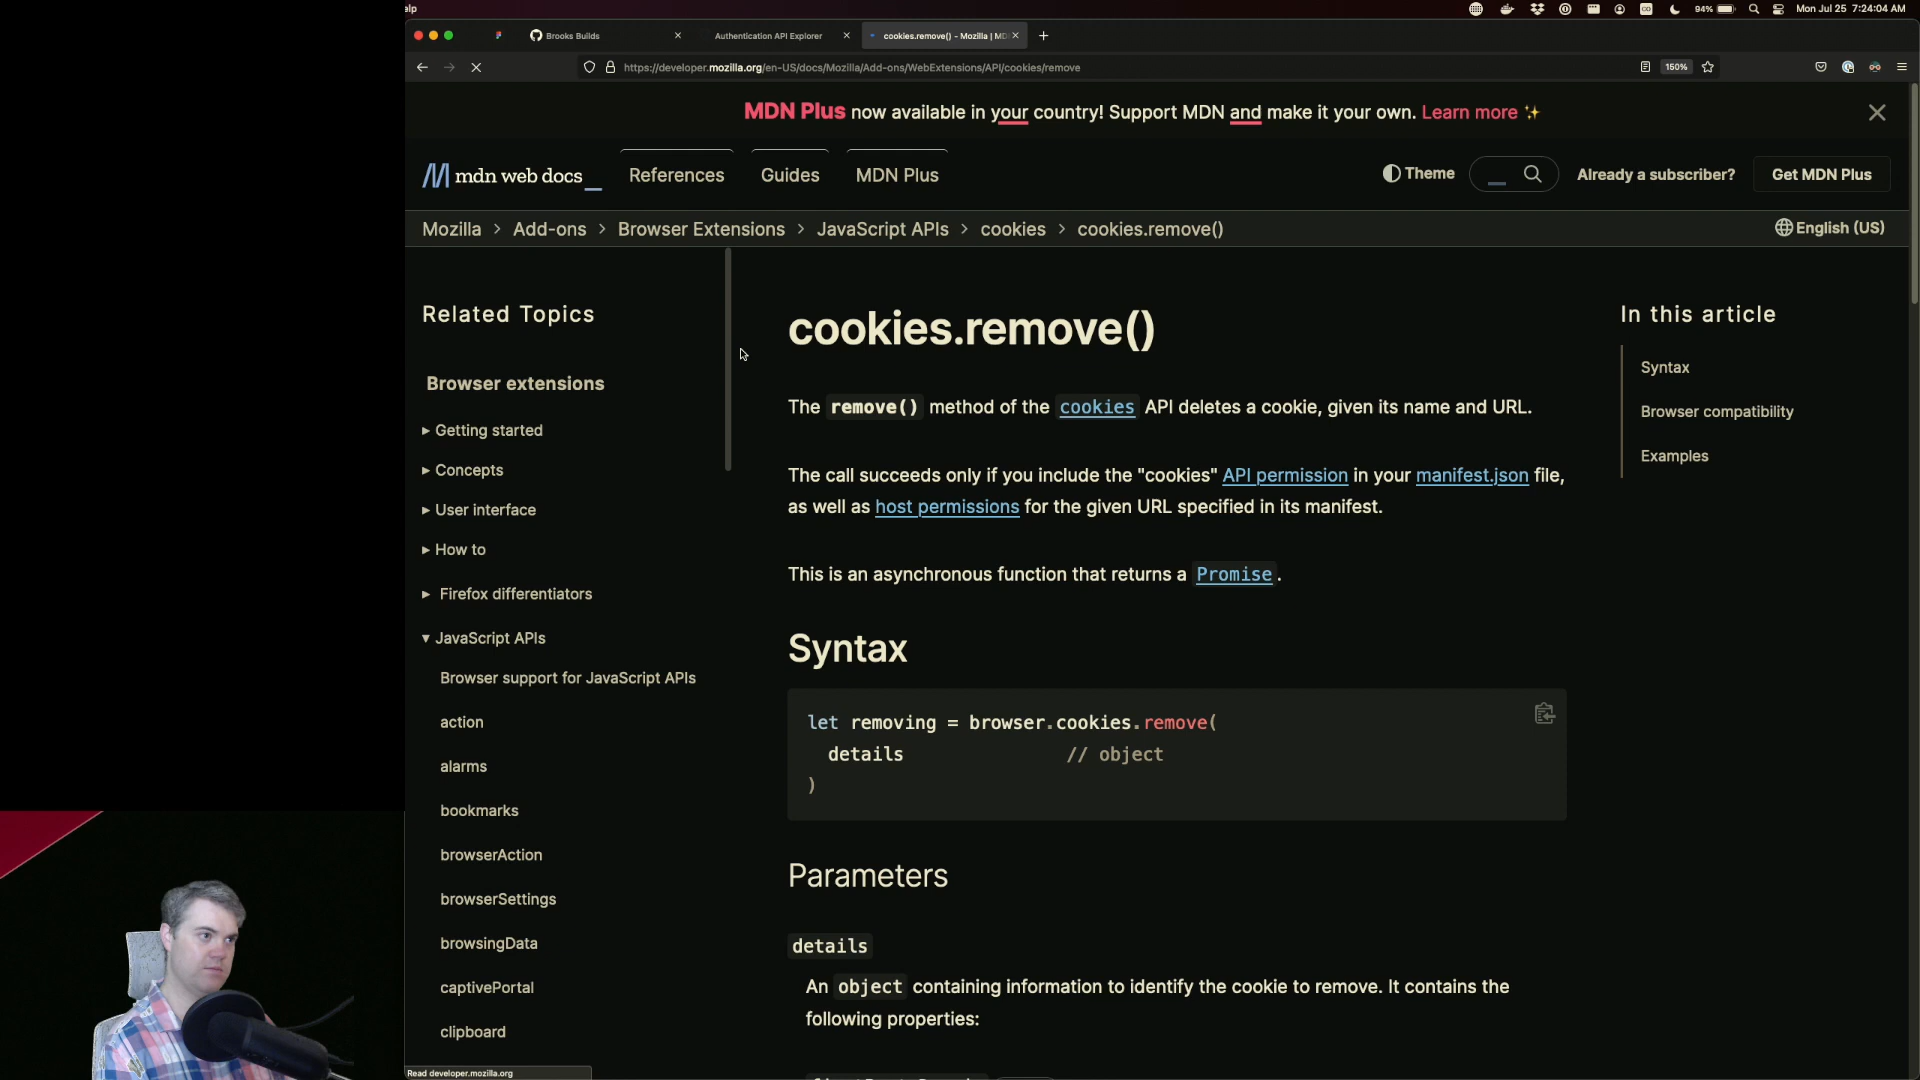 elp
94%
Mon Jul 25 7:24:04 AM
Brooks Builds
Authentication API Explorer
cookies.remove() - Mozilla | MD
https://developer.mozilla.org/en-US/docs/Mozilla/Add-ons/WebExtensions/API/cookies/remove
150%
MDN Plus now available in your country! Support MDN and make it your own. Learn more ✨
mdn web docs_
References
Guides
MDN Plus
Theme
Already a subscriber?
Get MDN Plus
Mozilla > Add-ons > Browser Extensions > JavaScript APIs > cookies > cookies.remove()
English (US)
Related Topics
Browser extensions
Getting started
Concepts
User interface
How to
Firefox differentiators
JavaScript APIs
Browser support for JavaScript APIs
action
alarms
bookmarks
browserAction
browserSettings
browsingData
captivePortal
clipboard
cookies.remove()
The remove() method of the cookies API deletes a cookie, given its name and URL.
The call succeeds only if you include the "cookies" API permission in your manifest.json file,
as well as host permissions for the given URL specified in its manifest.
This is an asynchronous function that returns a Promise.
Syntax
let removing = browser.cookies.remove(
details // object
)
Parameters
details
An object containing information to identify the cookie to remove. It contains the
following properties:
In this article
Syntax
Browser compatibility
Examples
Read developer.mozilla.org